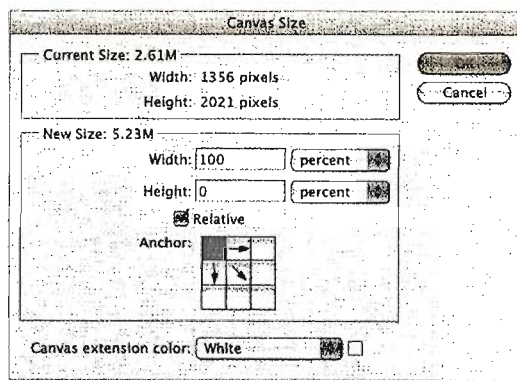 Canvas Size
Current Size: 2.61M
Width: 1356 pixels
Height: 2021 pixels
Cancel
New Size: 5.23M
Width: 100 percent
Height: 0 percent
Relative
Anchor:
Canvas extension color: White